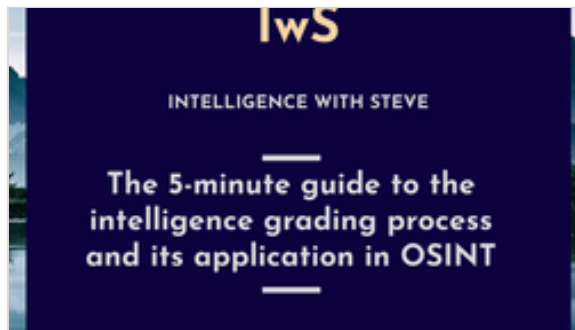 IwS
INTELLIGENCE WITH STEVE
The 5-minute guide to the
intelligence grading process
and its application in OSINT